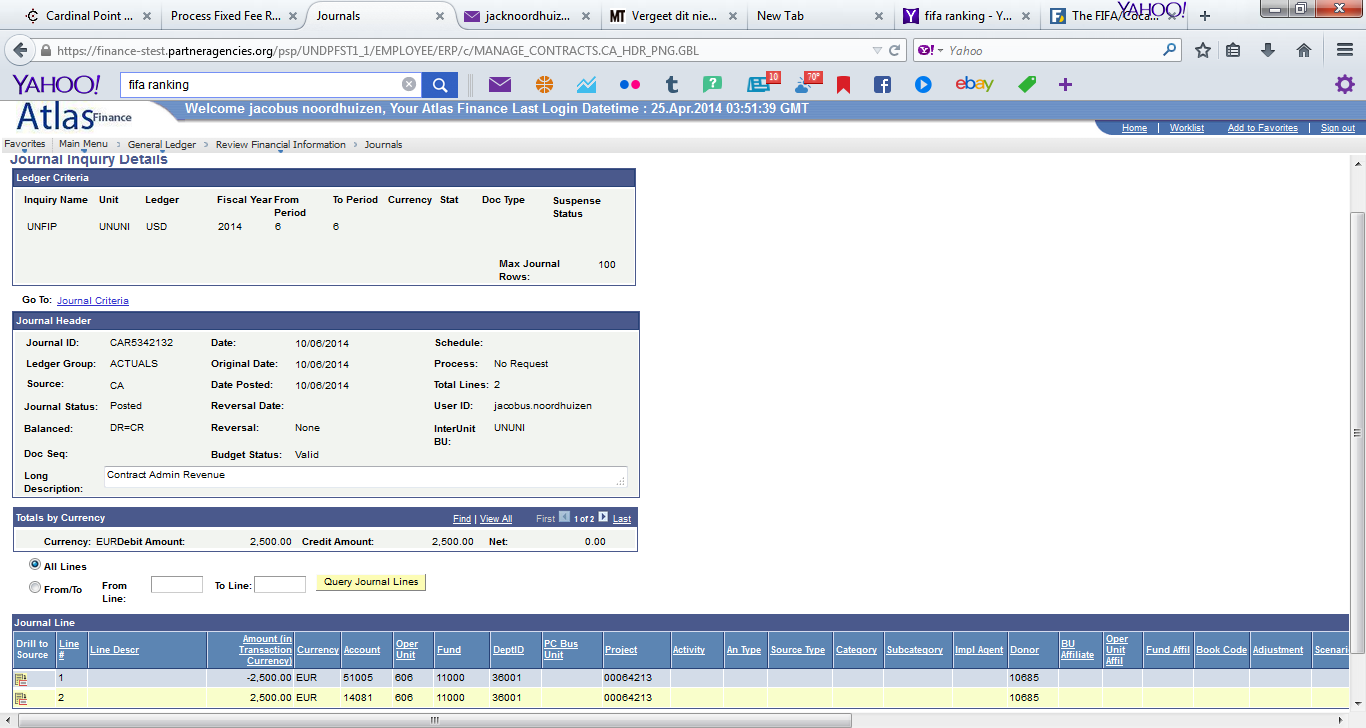 Cardinal Point ... Process Fixed Fee R... Journals jacknoordhuiz... MT Vergeet dit nie... New Tab fifa ranking - Y... The FIFA/Coca... YAHOO!
https://finance-stest.partneragencies.org/psp/UNDPFST1_1/EMPLOYEE/ERP/c/MANAGE_CONTRACTS.CA_HDR_PNG.GBL Yahoo
YAHOO! fifa ranking 10 70° ebay
Atlas Finance Welcome jacobus noordhuizen, Your Atlas Finance Last Login Datetime : 25.Apr.2014 03:51:39 GMT
Home | Worklist Add to Favorites | Sign out
Favorites Main Menu > General Ledger > Review Financial Information > Journals
Journal Inquiry Details
Ledger Criteria
Inquiry Name Unit Ledger Fiscal Year From Period To Period Currency Stat Doc Type Suspense Status
UNFIP UNUNI USD 2014 6 6
Max Journal Rows: 100
Go To: Journal Criteria
Journal Header
Journal ID: CAR5342132 Date: 10/06/2014 Schedule:
Ledger Group: ACTUALS Original Date: 10/06/2014 Process: No Request
Source: CA Date Posted: 10/06/2014 Total Lines: 2
Journal Status: Posted Reversal Date: User ID: jacobus.noordhuizen
Balanced: DR=CR Reversal: None InterUnit BU: UNUNI
Doc Seq: Budget Status: Valid
Long Description: Contract Admin Revenue
Totals by Currency Find | View All First 1 of 2 Last
Currency: EUR Debit Amount: 2,500.00 Credit Amount: 2,500.00 Net: 0.00
All Lines
From/To From Line: To Line: Query Journal Lines
Journal Line
Drill to Source Line # Line Descr Amount (in Transaction Currency) Currency Account Oper Unit Fund DeptID PC Bus Unit Project Activity An Type Source Type Category Subcategory Impl Agent Donor BU Affiliate Oper Unit Affil Fund Affil Book Code Adjustment Scenari
1 -2,500.00 EUR 51005 606 11000 36001 00064213 10685
2 2,500.00 EUR 14081 606 11000 36001 00064213 10685